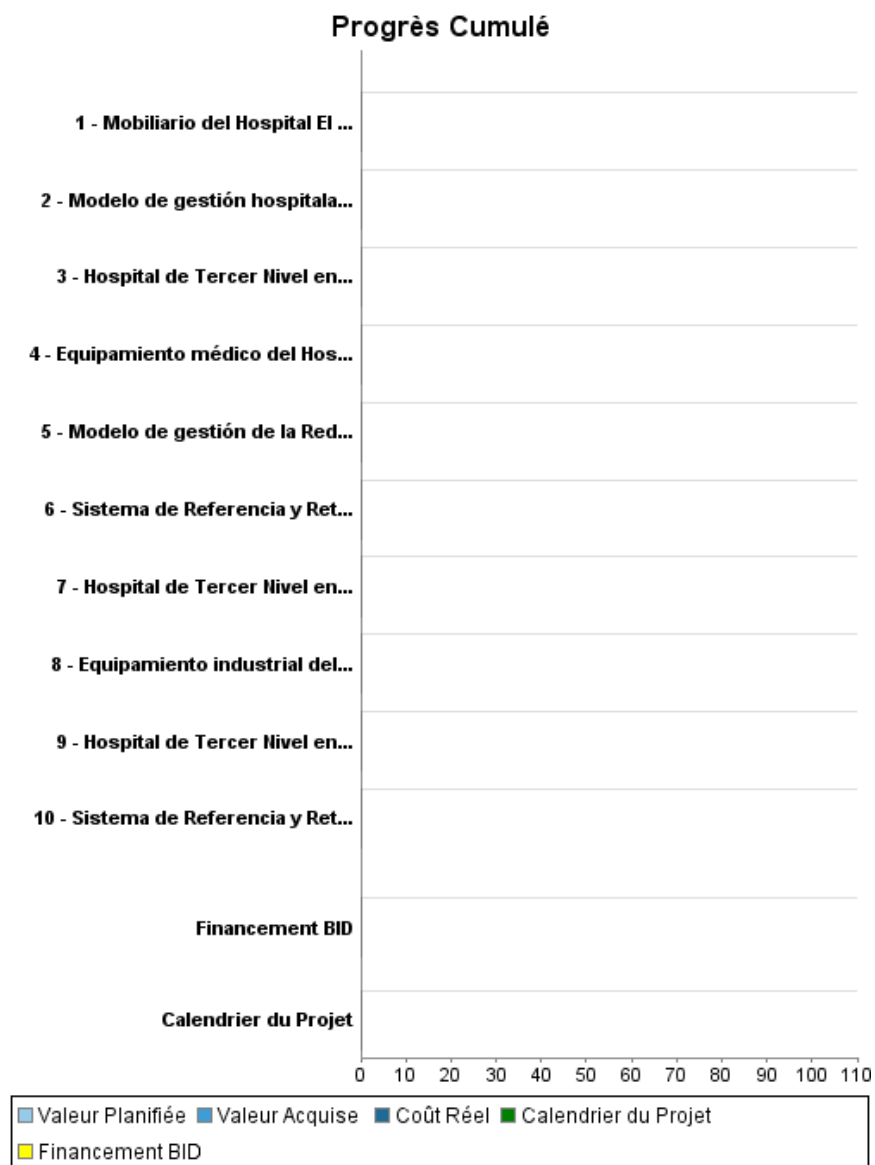 Progrès Cumulé
1 - Mobiliario del Hospital El ...
2 - Modelo de gestión hospitala...
3 - Hospital de Tercer Nivel en...
4 - Equipamiento médico del Hos...
5 - Modelo de gestión de la Red...
6 - Sistema de Referencia y Ret...
7 - Hospital de Tercer Nivel en...
8 - Equipamiento industrial del...
9 - Hospital de Tercer Nivel en...
10 - Sistema de Referencia y Ret...
Financement BID
Calendrier du Projet
0 10 20 30 40 50 60 70 80 90 100 110
Valeur Planifiée Valeur Acquise Coût Réel Calendrier du Projet
Financement BID